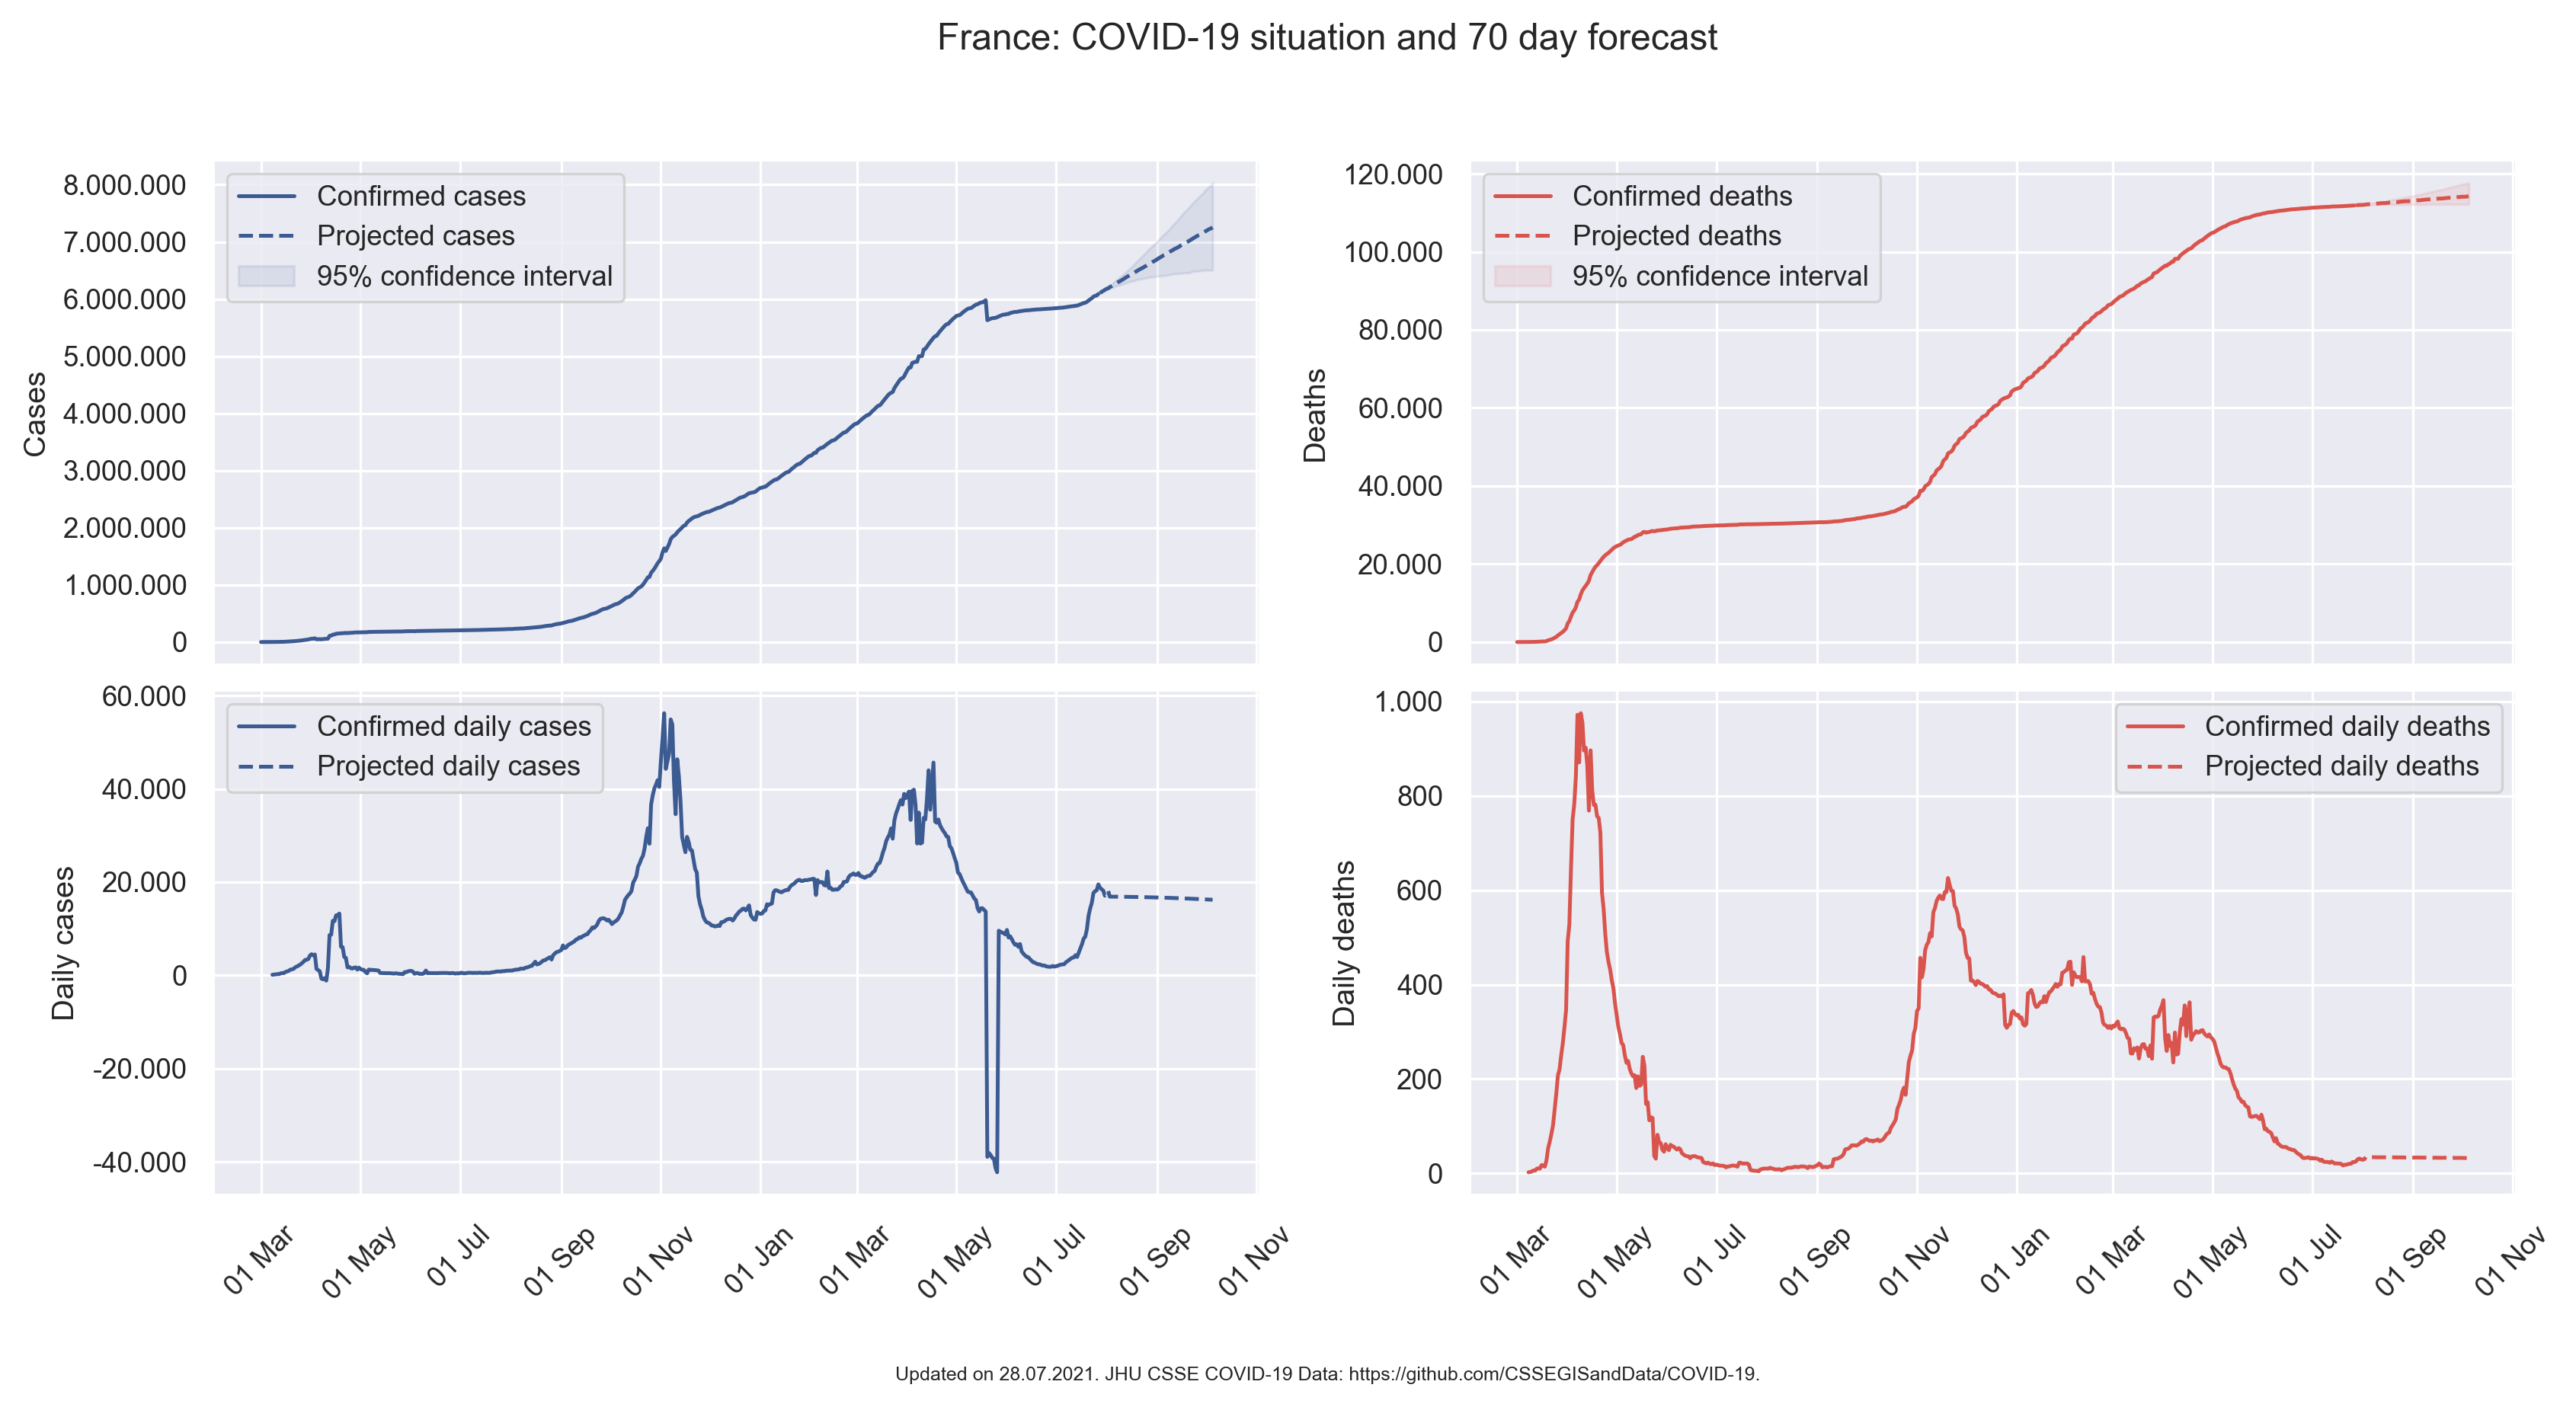 France: COVID-19 situation and 70 day forecast
Cases
8.000.000
7.000.000
6.000.000
5.000.000
4.000.000
3.000.000
2.000.000
1.000.000
0
Confirmed cases
Projected cases
95% confidence interval
Deaths
120.000
100.000
80.000
60.000
40.000
20.000
0
Confirmed deaths
Projected deaths
95% confidence interval
Daily cases
60.000
40.000
20.000
0
-20.000
-40.000
Confirmed daily cases
Projected daily cases
01 Mar
01 May
01 Jul
01 Sep
01 Nov
01 Jan
01 Mar
01 May
01 Jul
01 Sep
01 Nov
Daily deaths
1.000
800
600
400
200
0
Confirmed daily deaths
Projected daily deaths
01 Mar
01 May
01 Jul
01 Sep
01 Nov
01 Jan
01 Mar
01 May
01 Jul
01 Sep
01 Nov
Updated on 28.07.2021. JHU CSSE COVID-19 Data: https://github.com/CSSEGISandData/COVID-19.